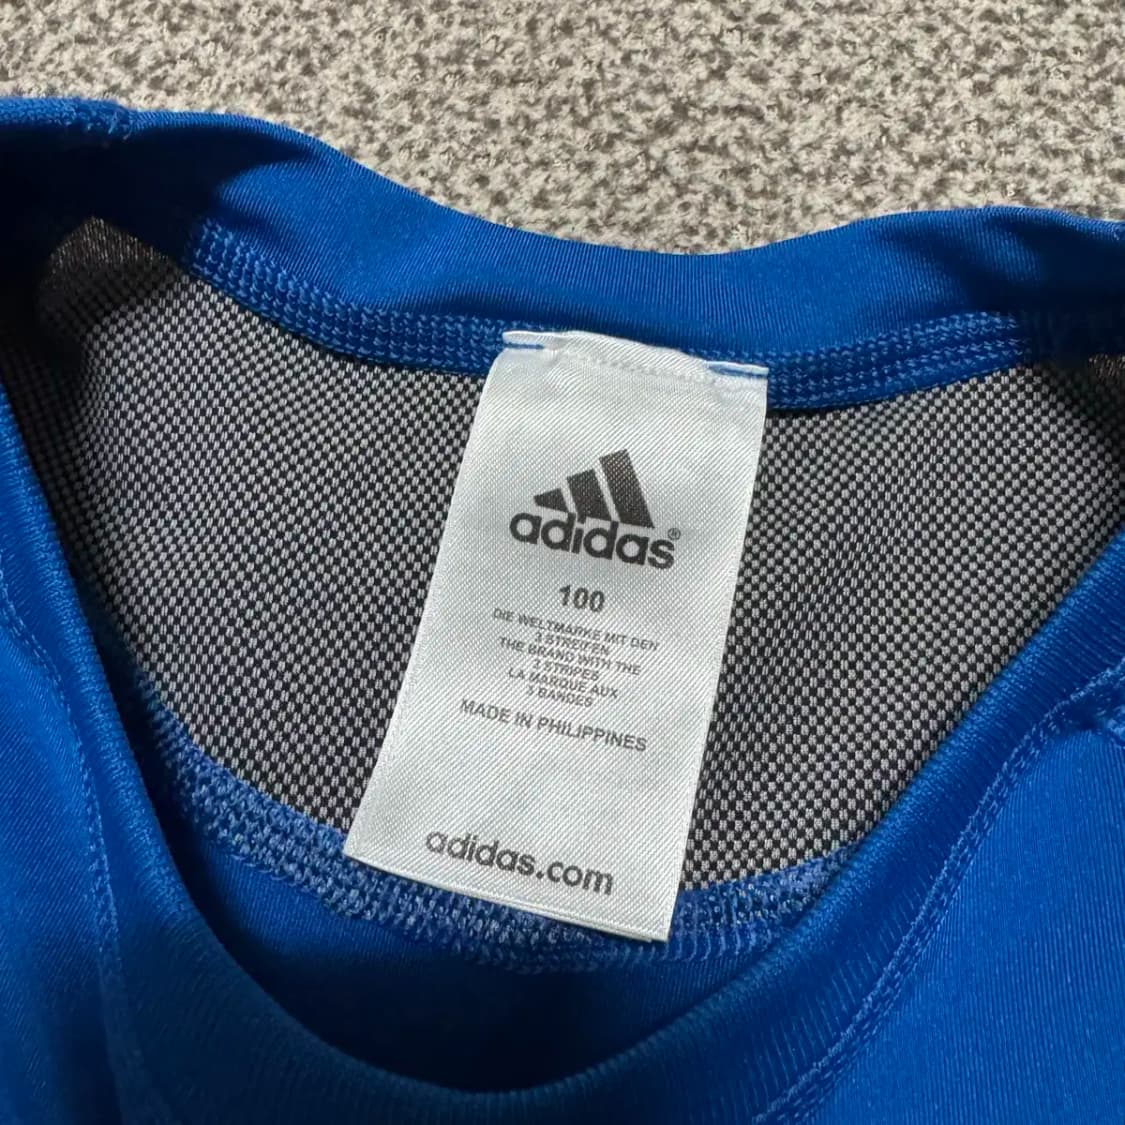 adidas®
100
DIE WELTMARKE MIT DEN
3 STREIFEN
THE BRAND WITH THE
3 STRIPES
LA MARQUE AUX
3 BANDES
MADE IN PHILIPPINES
adidas.com